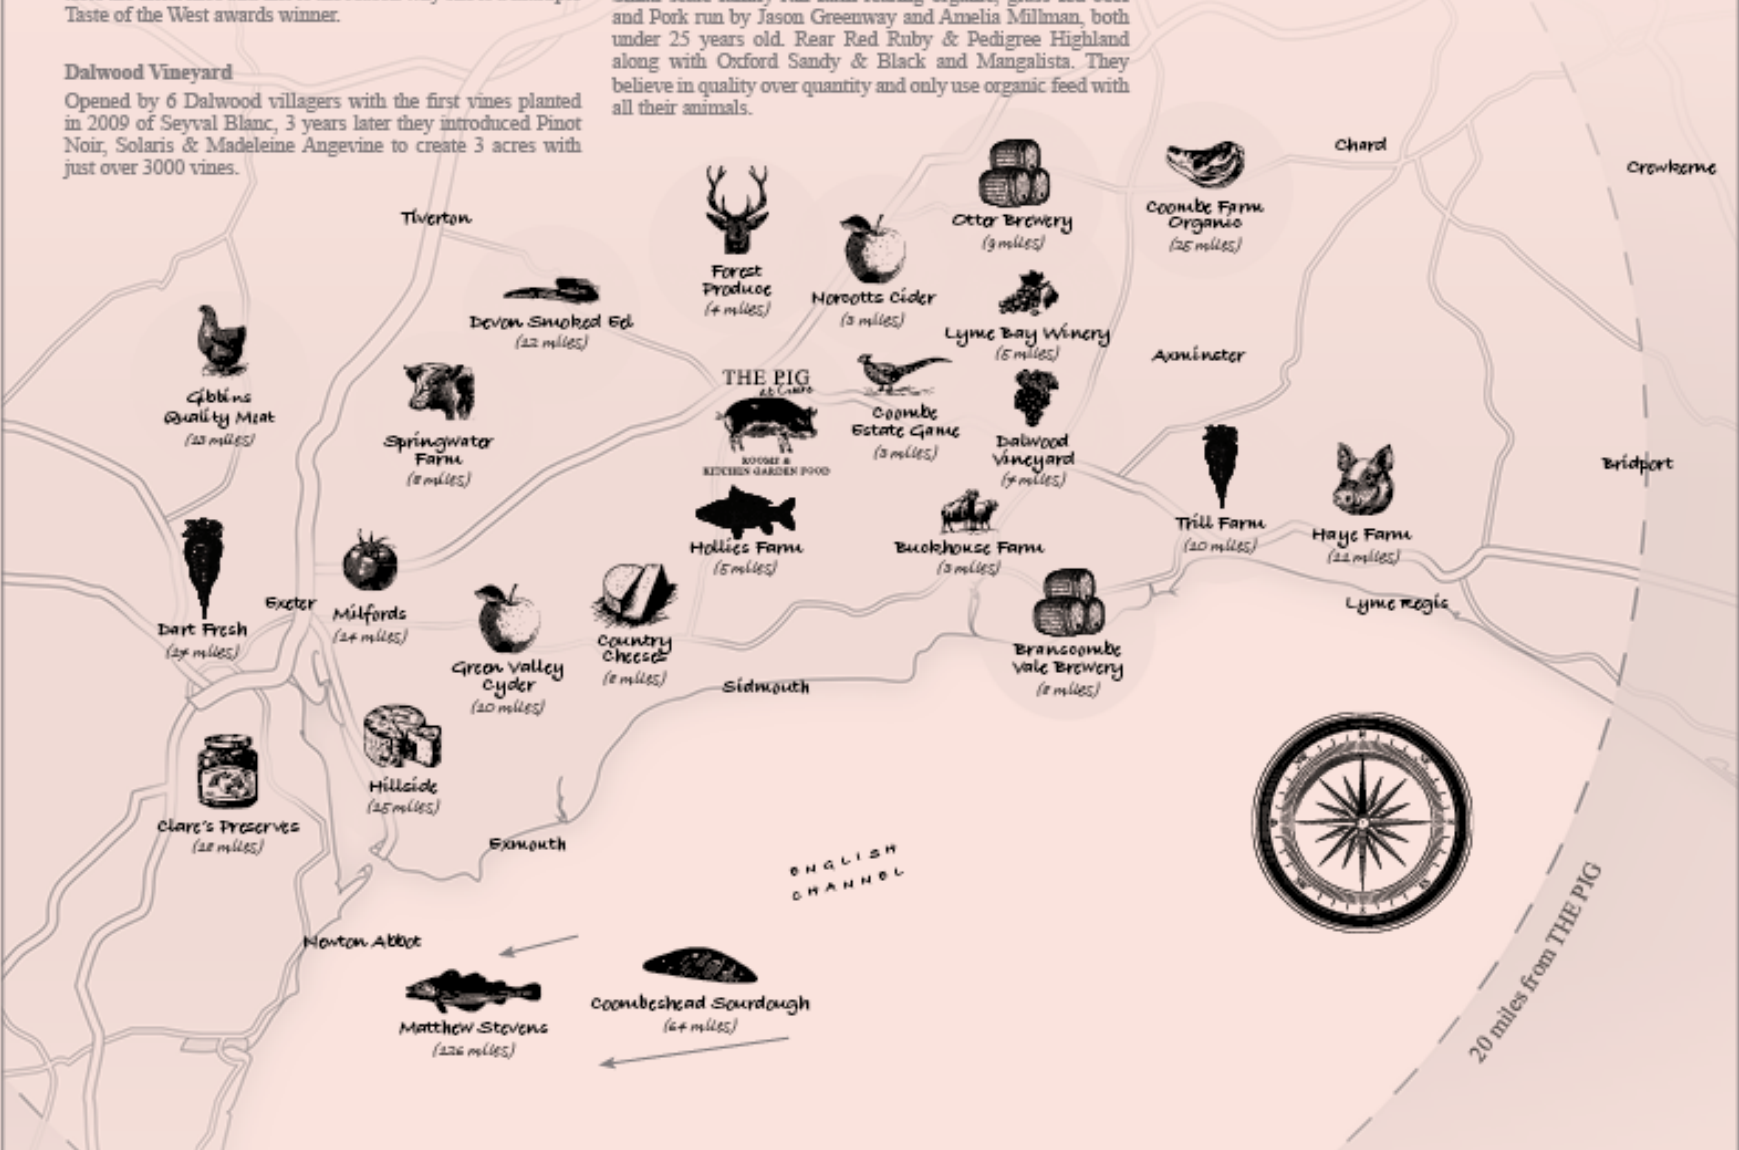 Taste of the West awards winner.
Dalwood Vineyard
Opened by 6 Dalwood villagers with the first vines planted
in 2009 of Seyval Blanc, 3 years later they introduced Pinot
Noir, Solaris & Madeleine Angevine to create 3 acres with
just over 3000 vines.
and Pork run by Jason Greenway and Amelia Millman, both
under 25 years old. Rear Red Ruby & Pedigree Highland
along with Oxford Sandy & Black and Mangalista. They
believe in quality over quantity and only use organic feed with
all their animals.
Chard
Crewkerne
Tiverton
Otter Brewery
(9 miles)
Coombe Farm
Organic
(25 miles)
Forest
Produce
(4 miles)
Norcotts Cider
(3 miles)
Devon Smoked Eel
(12 miles)
Lyme Bay Winery
(5 miles)
Axminster
Gibbins
Quality Meat
(23 miles)
Springwater
Farm
(8 miles)
THE PIG
at Combe
ROOMS &
KITCHEN GARDEN FOOD
Coombe
Estate Game
(3 miles)
Dalwood
Vineyard
(7 miles)
Bridport
Trill Farm
(10 miles)
Haye Farm
(11 miles)
Hollies Farm
(5 miles)
Buckhouse Farm
(3 miles)
Exeter
Milfords
(14 miles)
Dart Fresh
(17 miles)
Lyme Regis
Green Valley
Cyder
(10 miles)
Country
Cheeses
(8 miles)
Branscombe
Vale Brewery
(8 miles)
Sidmouth
Hillside
(15 miles)
Clare's Preserves
(18 miles)
Exmouth
ENGLISH
CHANNEL
Newton Abbot
Matthew Stevens
(126 miles)
Coombeshead Sourdough
(64 miles)
20 miles from THE PIG